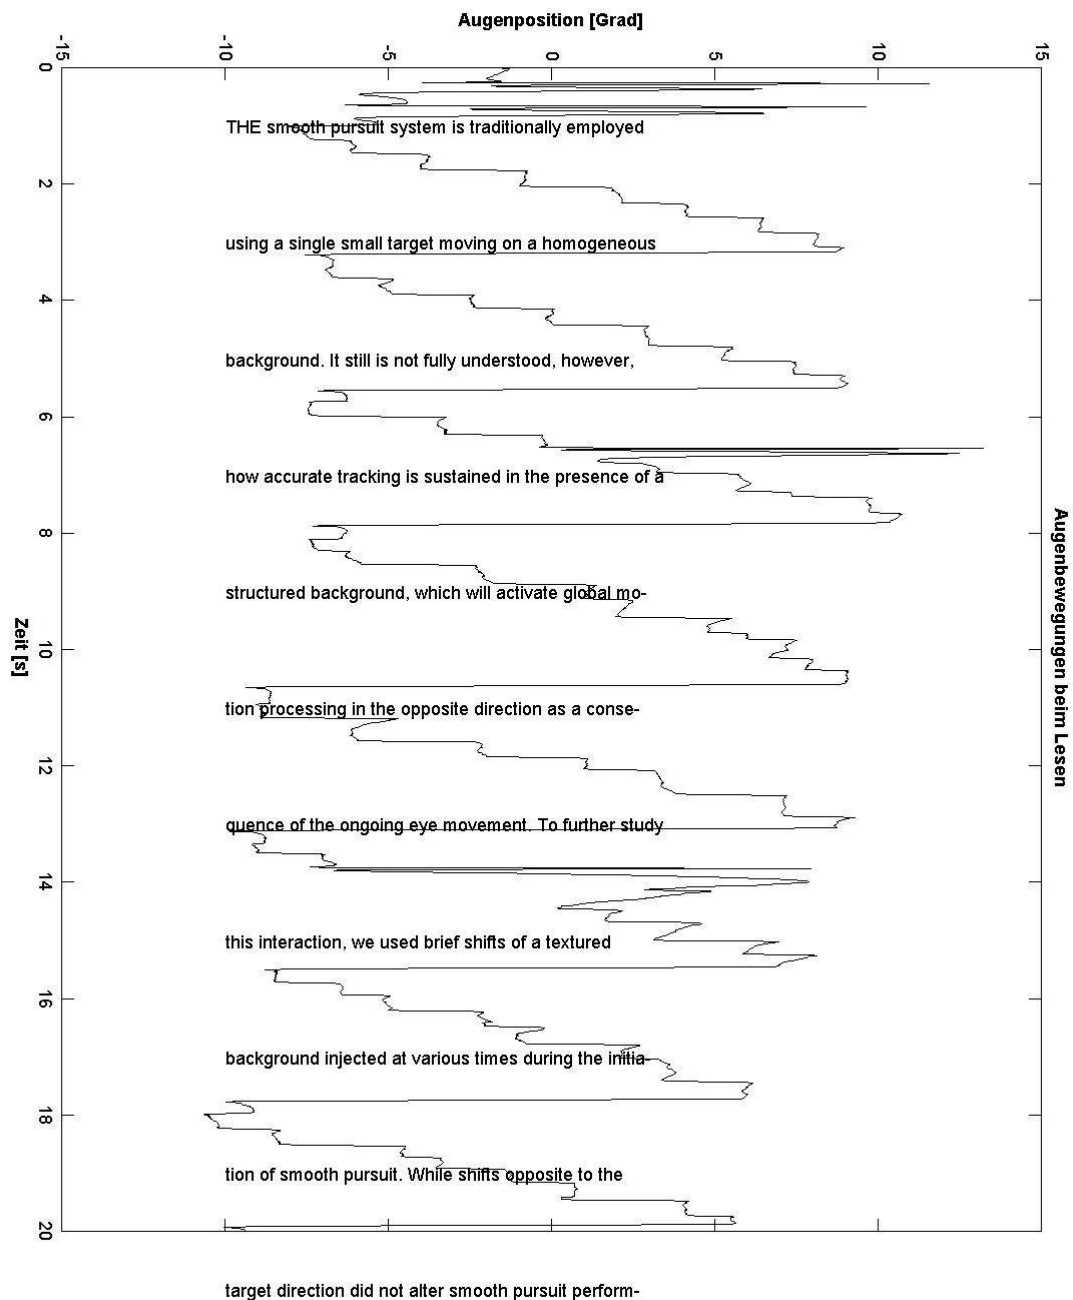 Augenposition [Grad]
-15
-10
-5
0
5
10
15
0
THE smooth pursuit system is traditionally employed
2
using a single small target moving on a homogeneous
4
background. It still is not fully understood, however,
6
how accurate tracking is sustained in the presence of a
8
structured background, which will activate global mo-
10
tion processing in the opposite direction as a conse-
12
quence of the ongoing eye movement. To further study
14
this interaction, we used brief shifts of a textured
16
background injected at various times during the initia-
18
tion of smooth pursuit. While shifts opposite to the
20
target direction did not alter smooth pursuit perform-
Zeit [s]
Augenbewegungen beim Lesen